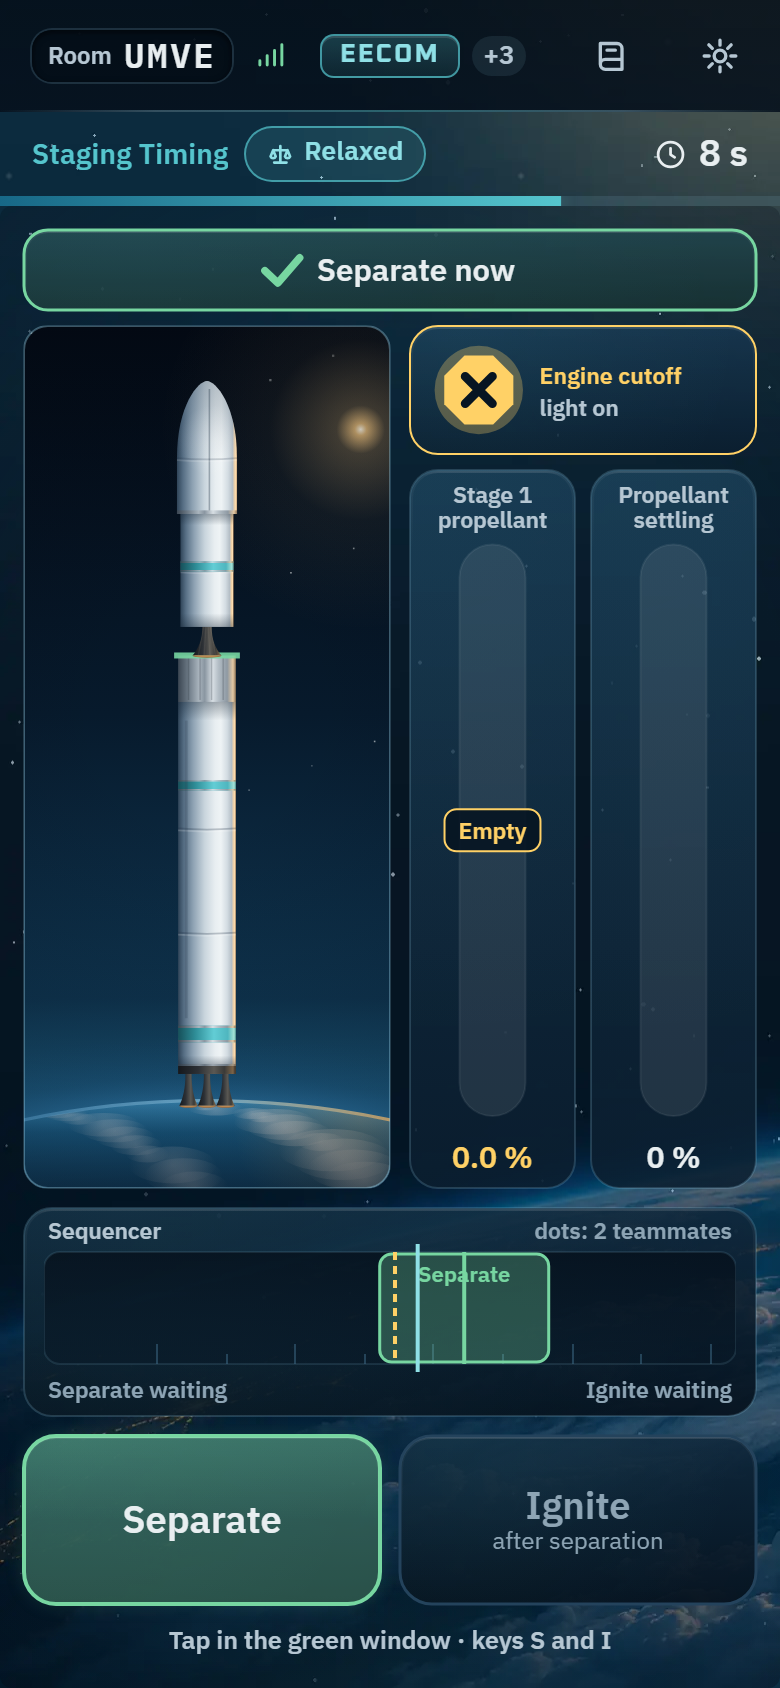 Room UMVE EECOM +3
Staging Timing Relaxed 8 s
Separate now
Engine cutoff
light on
Stage 1
propellant
Propellant
settling
Empty
0.0 %
0 %
Sequencer
dots: 2 teammates
Separate
Separate waiting
Ignite waiting
Separate
Ignite
after separation
Tap in the green window · keys S and I